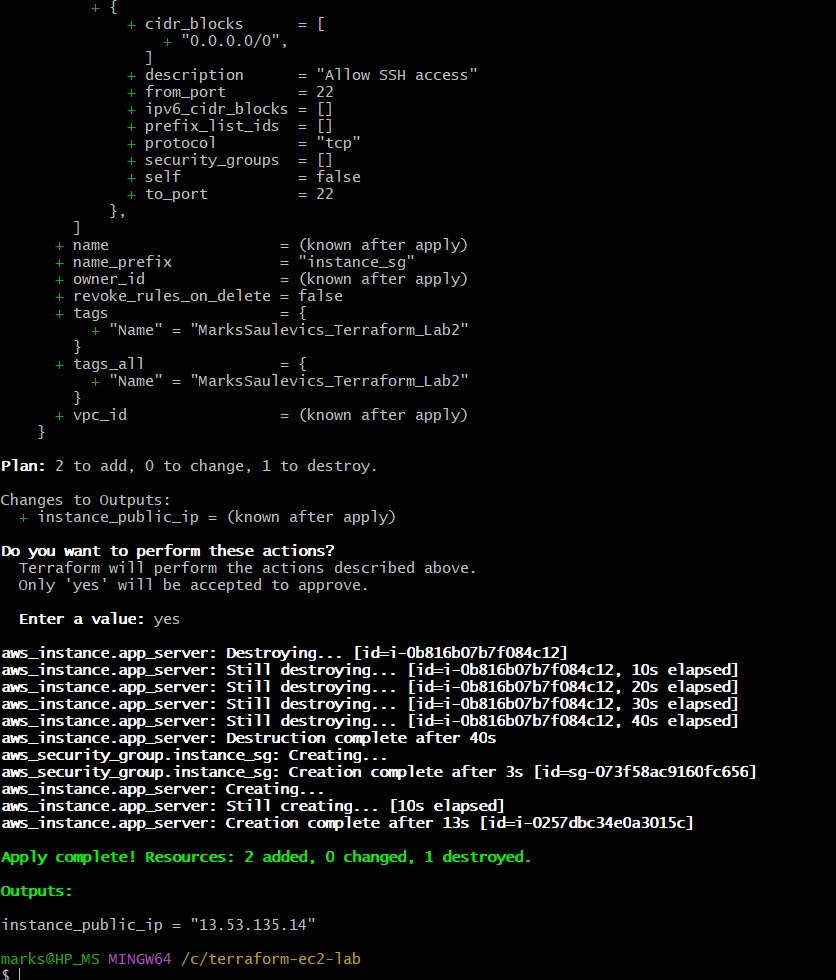 + {
+ cidr_blocks      = [
+ "0.0.0.0/0",
]
+ description      = "Allow SSH access"
+ from_port        = 22
+ ipv6_cidr_blocks = []
+ prefix_list_ids  = []
+ protocol         = "tcp"
+ security_groups  = []
+ self             = false
+ to_port          = 22
},
]
+ name                   = (known after apply)
+ name_prefix            = "instance_sg"
+ owner_id               = (known after apply)
+ revoke_rules_on_delete = false
+ tags                   = {
+ "Name" = "MarksSaulevics_Terraform_Lab2"
}
+ tags_all               = {
+ "Name" = "MarksSaulevics_Terraform_Lab2"
}
+ vpc_id                 = (known after apply)
}
Plan: 2 to add, 0 to change, 1 to destroy.
Changes to Outputs:
+ instance_public_ip = (known after apply)
Do you want to perform these actions?
Terraform will perform the actions described above.
Only 'yes' will be accepted to approve.
Enter a value: yes
aws_instance.app_server: Destroying... [id=i-0b816b07b7f084c12]
aws_instance.app_server: Still destroying... [id=i-0b816b07b7f084c12, 10s elapsed]
aws_instance.app_server: Still destroying... [id=i-0b816b07b7f084c12, 20s elapsed]
aws_instance.app_server: Still destroying... [id=i-0b816b07b7f084c12, 30s elapsed]
aws_instance.app_server: Still destroying... [id=i-0b816b07b7f084c12, 40s elapsed]
aws_instance.app_server: Destruction complete after 40s
aws_security_group.instance_sg: Creating...
aws_security_group.instance_sg: Creation complete after 3s [id=sg-073f58ac9160fc656]
aws_instance.app_server: Creating...
aws_instance.app_server: Still creating... [10s elapsed]
aws_instance.app_server: Creation complete after 13s [id=i-0257dbc34e0a3015c]
Apply complete! Resources: 2 added, 0 changed, 1 destroyed.
Outputs:
instance_public_ip = "13.53.135.14"
marks@HP_MS MINGW64 /c/terraform-ec2-lab
$